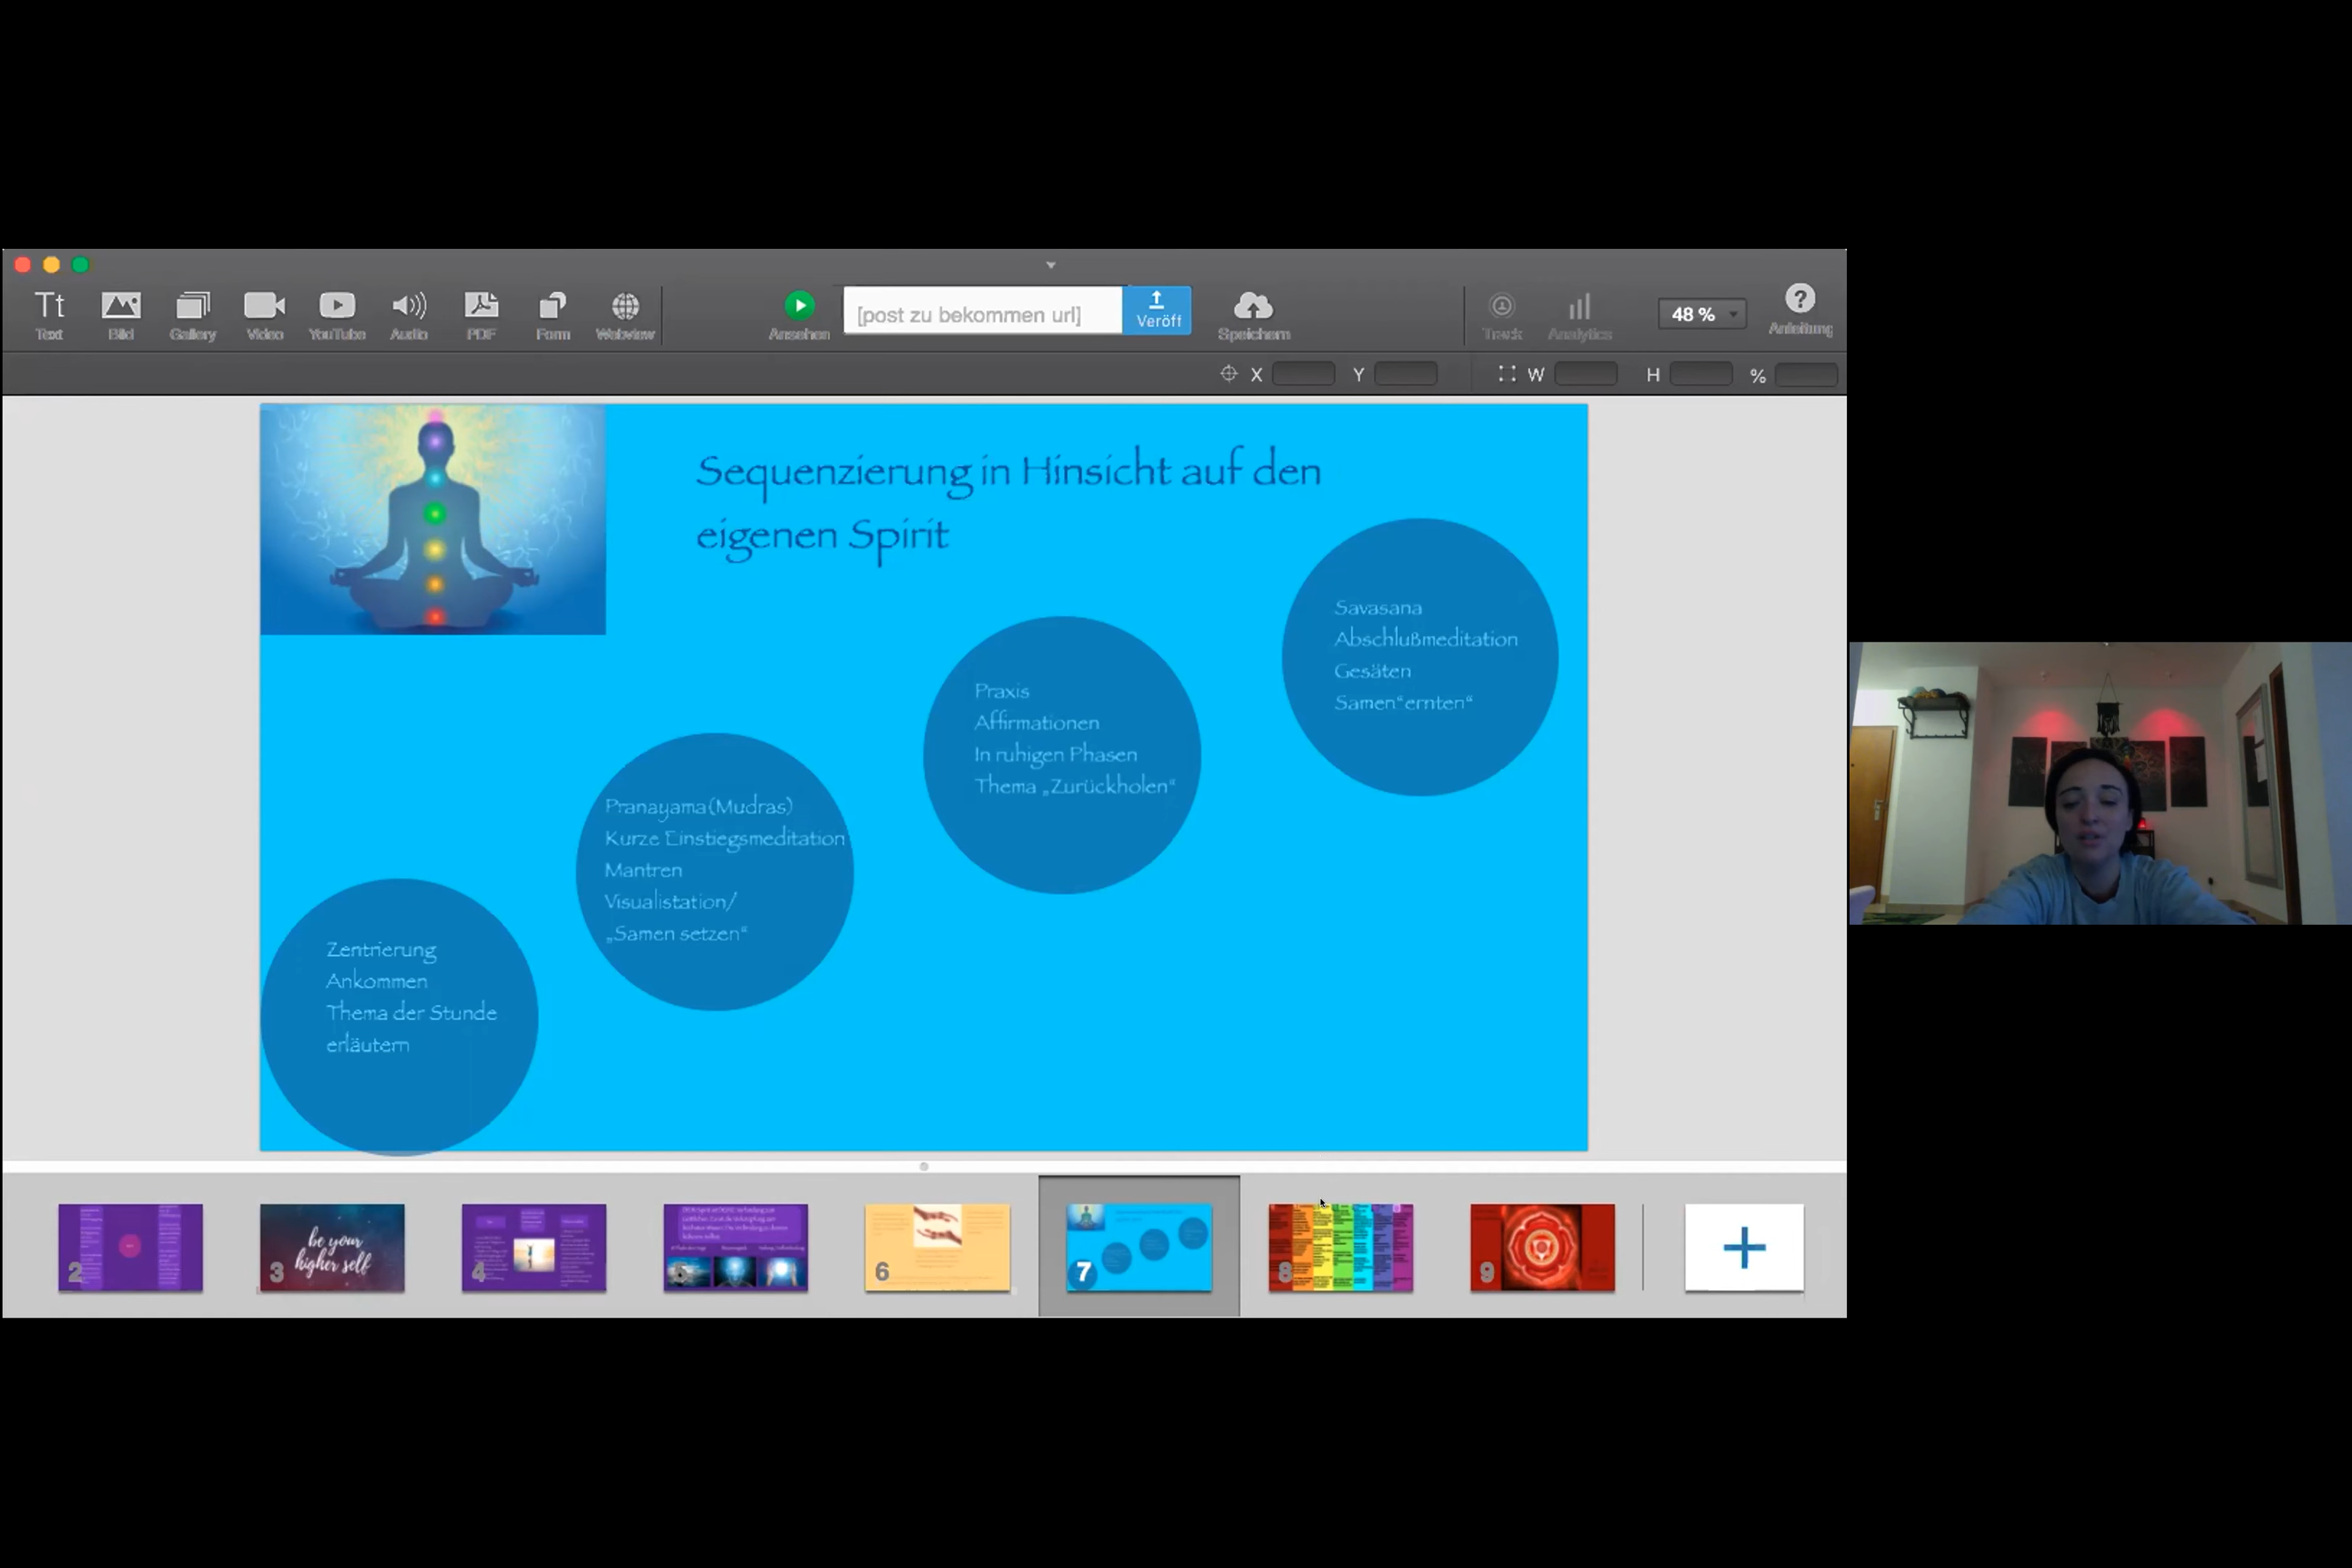 Tt
Text
Bild
Gallery
Video
YouTube
Audio
PDF
Form
Webview
Ansehen
[post zu bekommen url]
Veröff
Speichern
Track
Analytics
48 %
?
Anleitung
X
Y
W
H
%
Sequenzierung in Hinsicht auf den
eigenen Spirit
Zentrierung
Ankommen
Thema der Stunde
erläutern
Pranayama(Mudras)
Kurze Einstiegsmeditation
Mantren
Visualistation/
„Samen setzen“
Praxis
Affirmationen
In ruhigen Phasen
Thema „Zurückholen“
Savasana
Abschlußmeditation
Gesäten
Samen“ernten“
2
3
be your
higher self
4
5
6
7
8
9